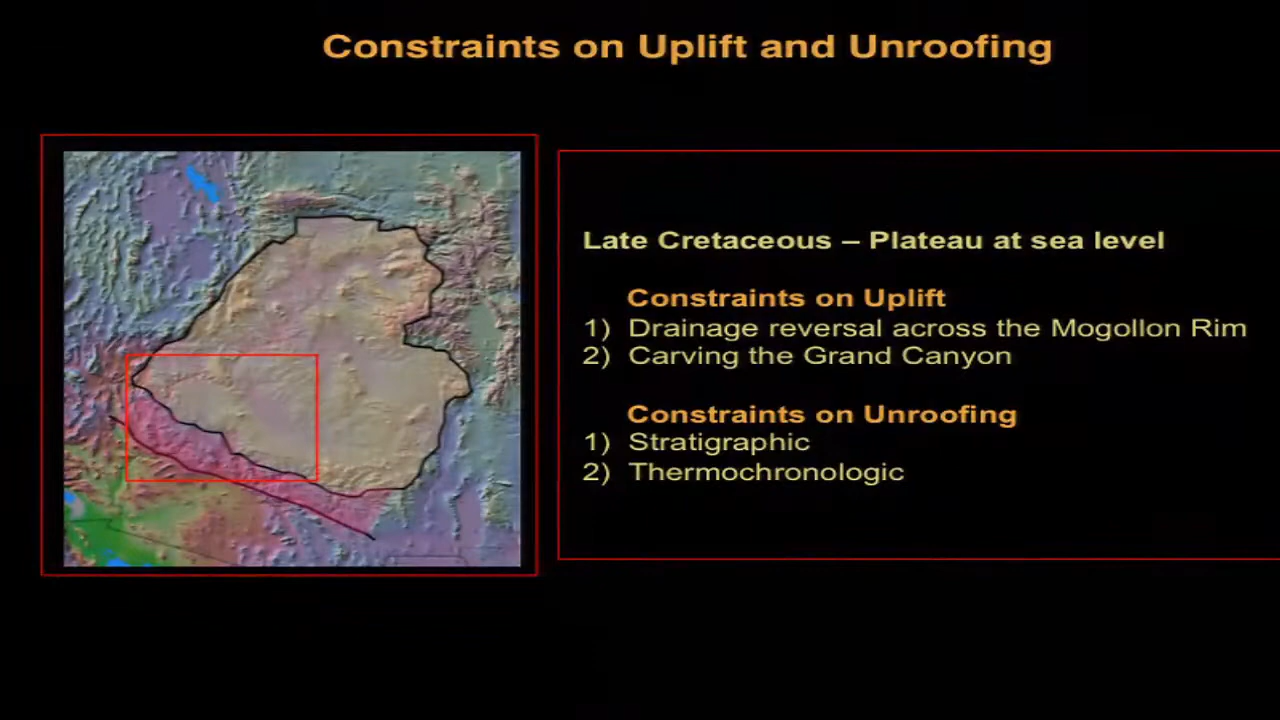 Constraints on Uplift and Unroofing
Late Cretaceous – Plateau at sea level
Constraints on Uplift
1) Drainage reversal across the Mogollon Rim
2) Carving the Grand Canyon
Constraints on Unroofing
1) Stratigraphic
2) Thermochronologic